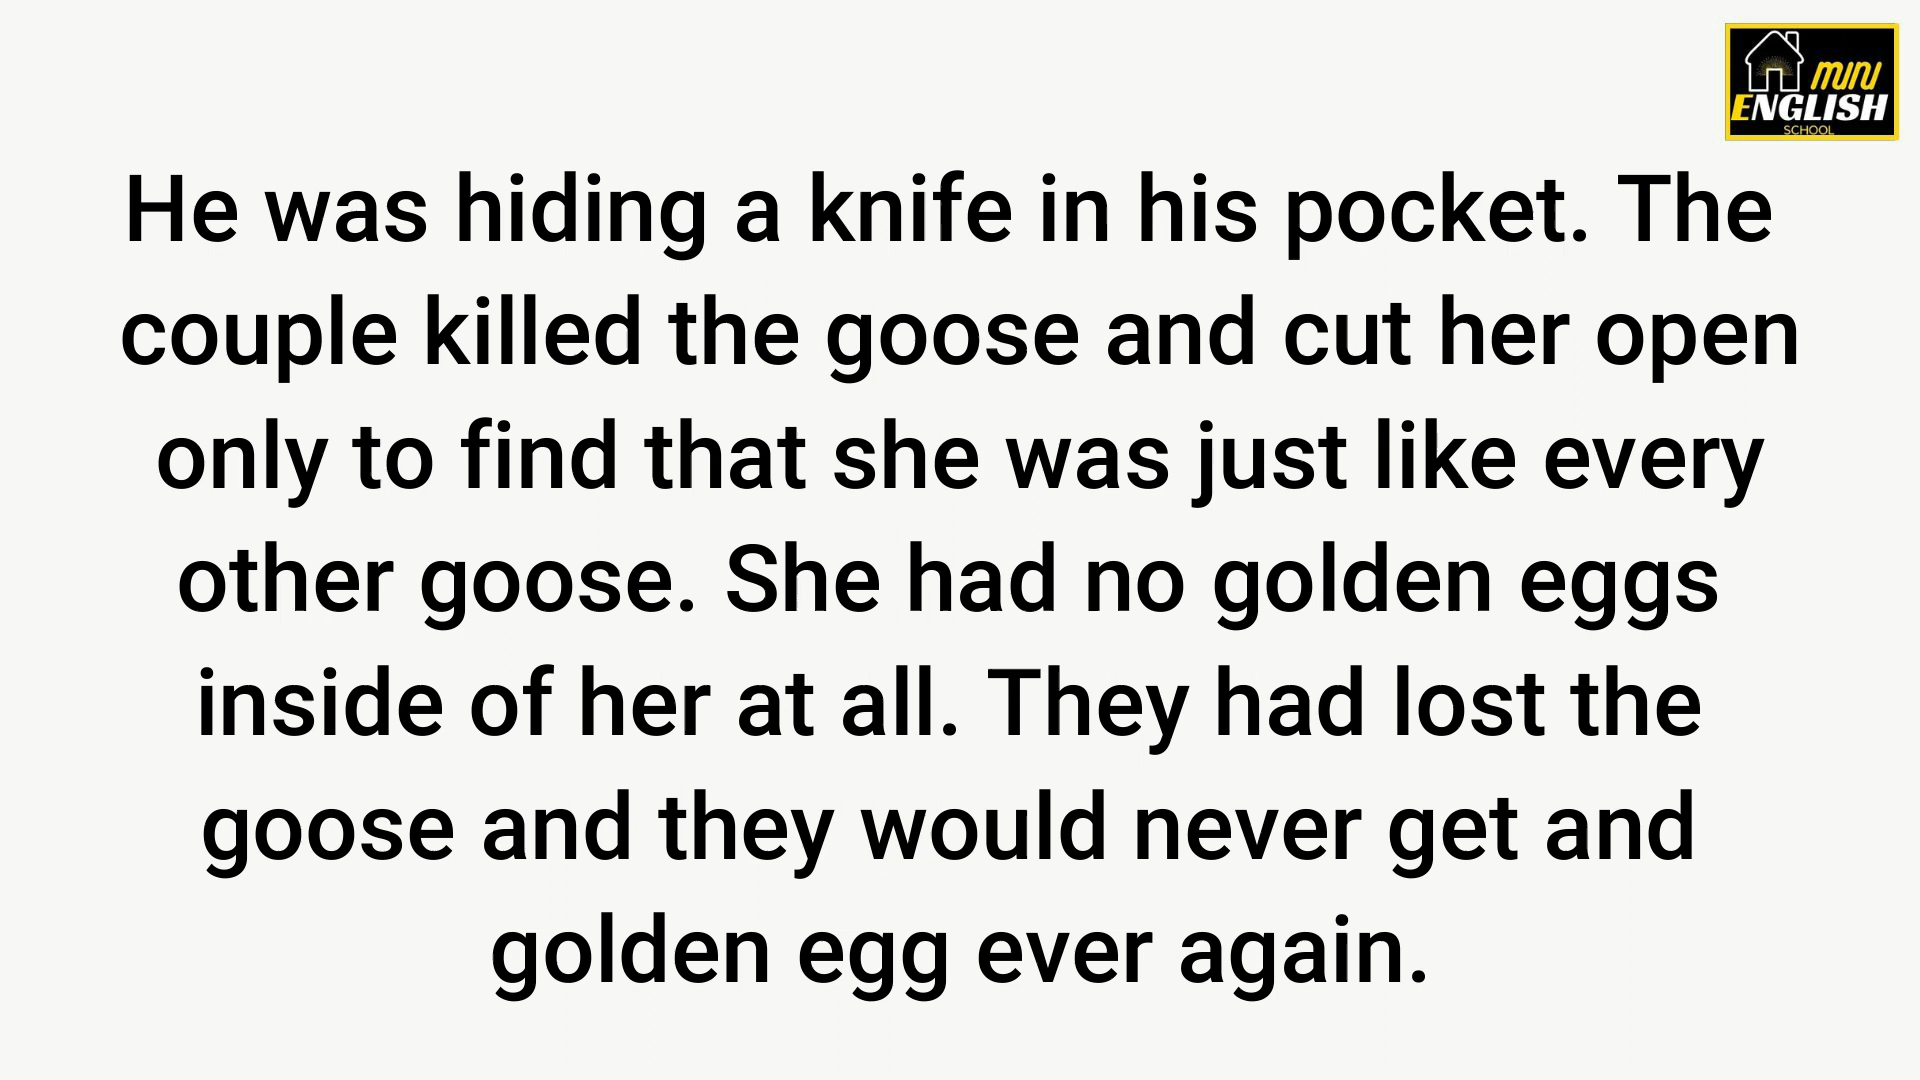 mini
ENGLISH
SCHOOL
He was hiding a knife in his pocket. The
couple killed the goose and cut her open
only to find that she was just like every
other goose. She had no golden eggs
inside of her at all. They had lost the
goose and they would never get and
golden egg ever again.